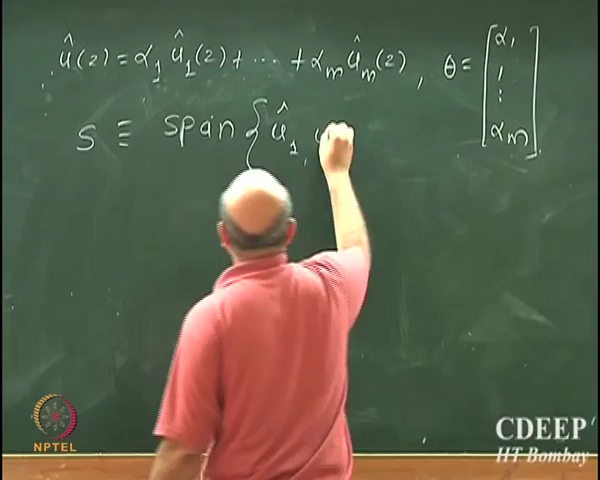 û(z) = α₁ û₁(z) + ... + αₘ ûₘ(z) , θ ≡ [α₁ ⋮ αₘ]
S ≡ span { û₁, u
NPTEL
CDEEP
IIT Bombay